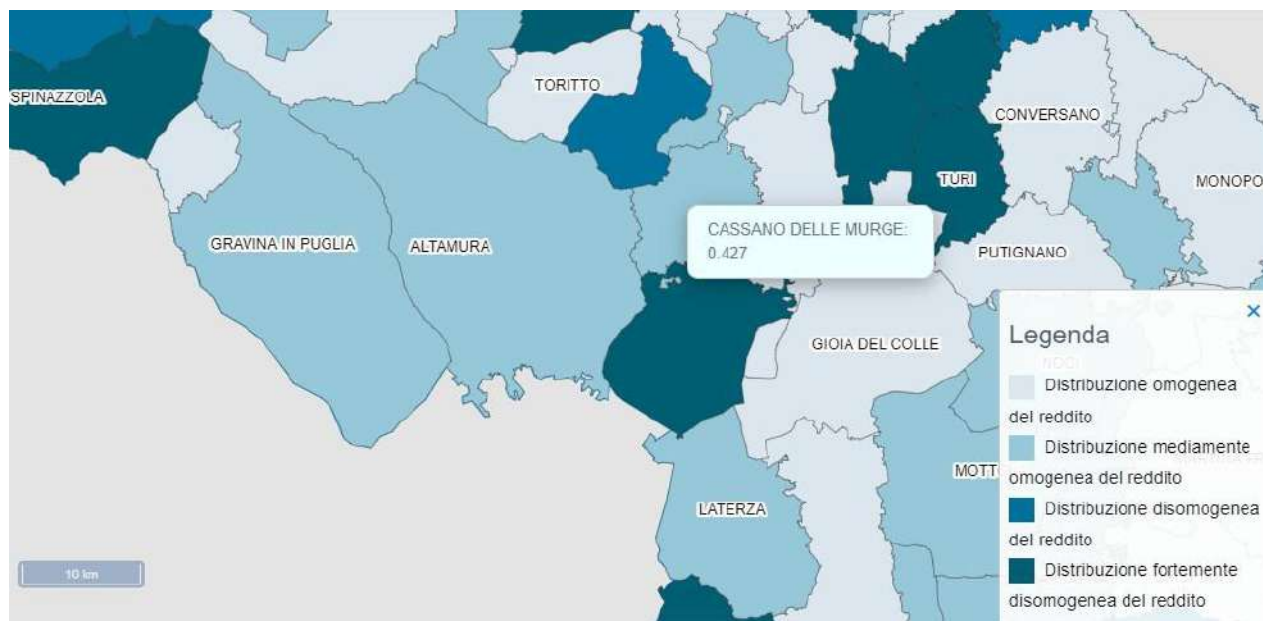 TORITTO
SPINAZZOLA
CONVERSANO
TURI
MONOPO
CASSANO DELLE MURGE:
0.427
GRAVINA IN PUGLIA
ALTAMURA
PUTIGNANO
GIOIA DEL COLLE
Legenda
NOCI
Distribuzione omogenea
del reddito
Distribuzione mediamente
omogenea del reddito
MOTT
Distribuzione disomogenea
del reddito
LATERZA
Distribuzione fortemente
disomogenea del reddito
10 km